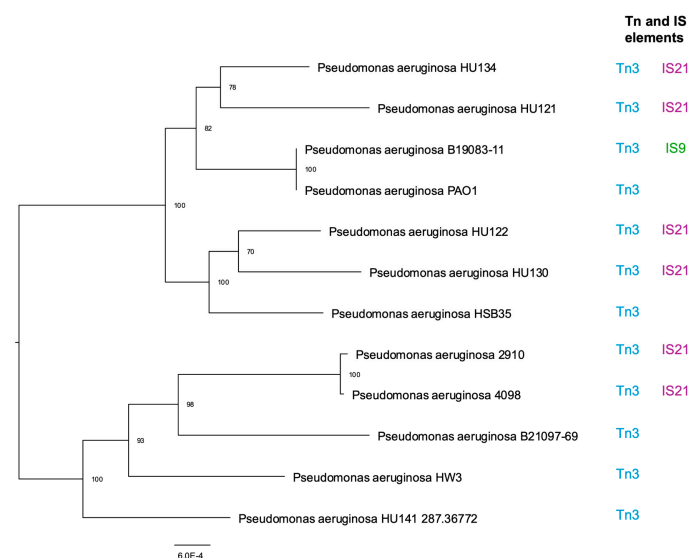 Tn and IS
elements
Pseudomonas aeruginosa HU134 Tn3 IS21
78
Pseudomonas aeruginosa HU121 Tn3 IS21
82
Pseudomonas aeruginosa B19083-11 Tn3 IS9
100
Pseudomonas aeruginosa PAO1 Tn3
100
Pseudomonas aeruginosa HU122 Tn3 IS21
70
Pseudomonas aeruginosa HU130 Tn3 IS21
100
Pseudomonas aeruginosa HSB35 Tn3
Pseudomonas aeruginosa 2910 Tn3 IS21
100
Pseudomonas aeruginosa 4098 Tn3 IS21
98
Pseudomonas aeruginosa B21097-69 Tn3
93
Pseudomonas aeruginosa HW3 Tn3
100
Pseudomonas aeruginosa HU141 287.36772 Tn3
6.0E-4